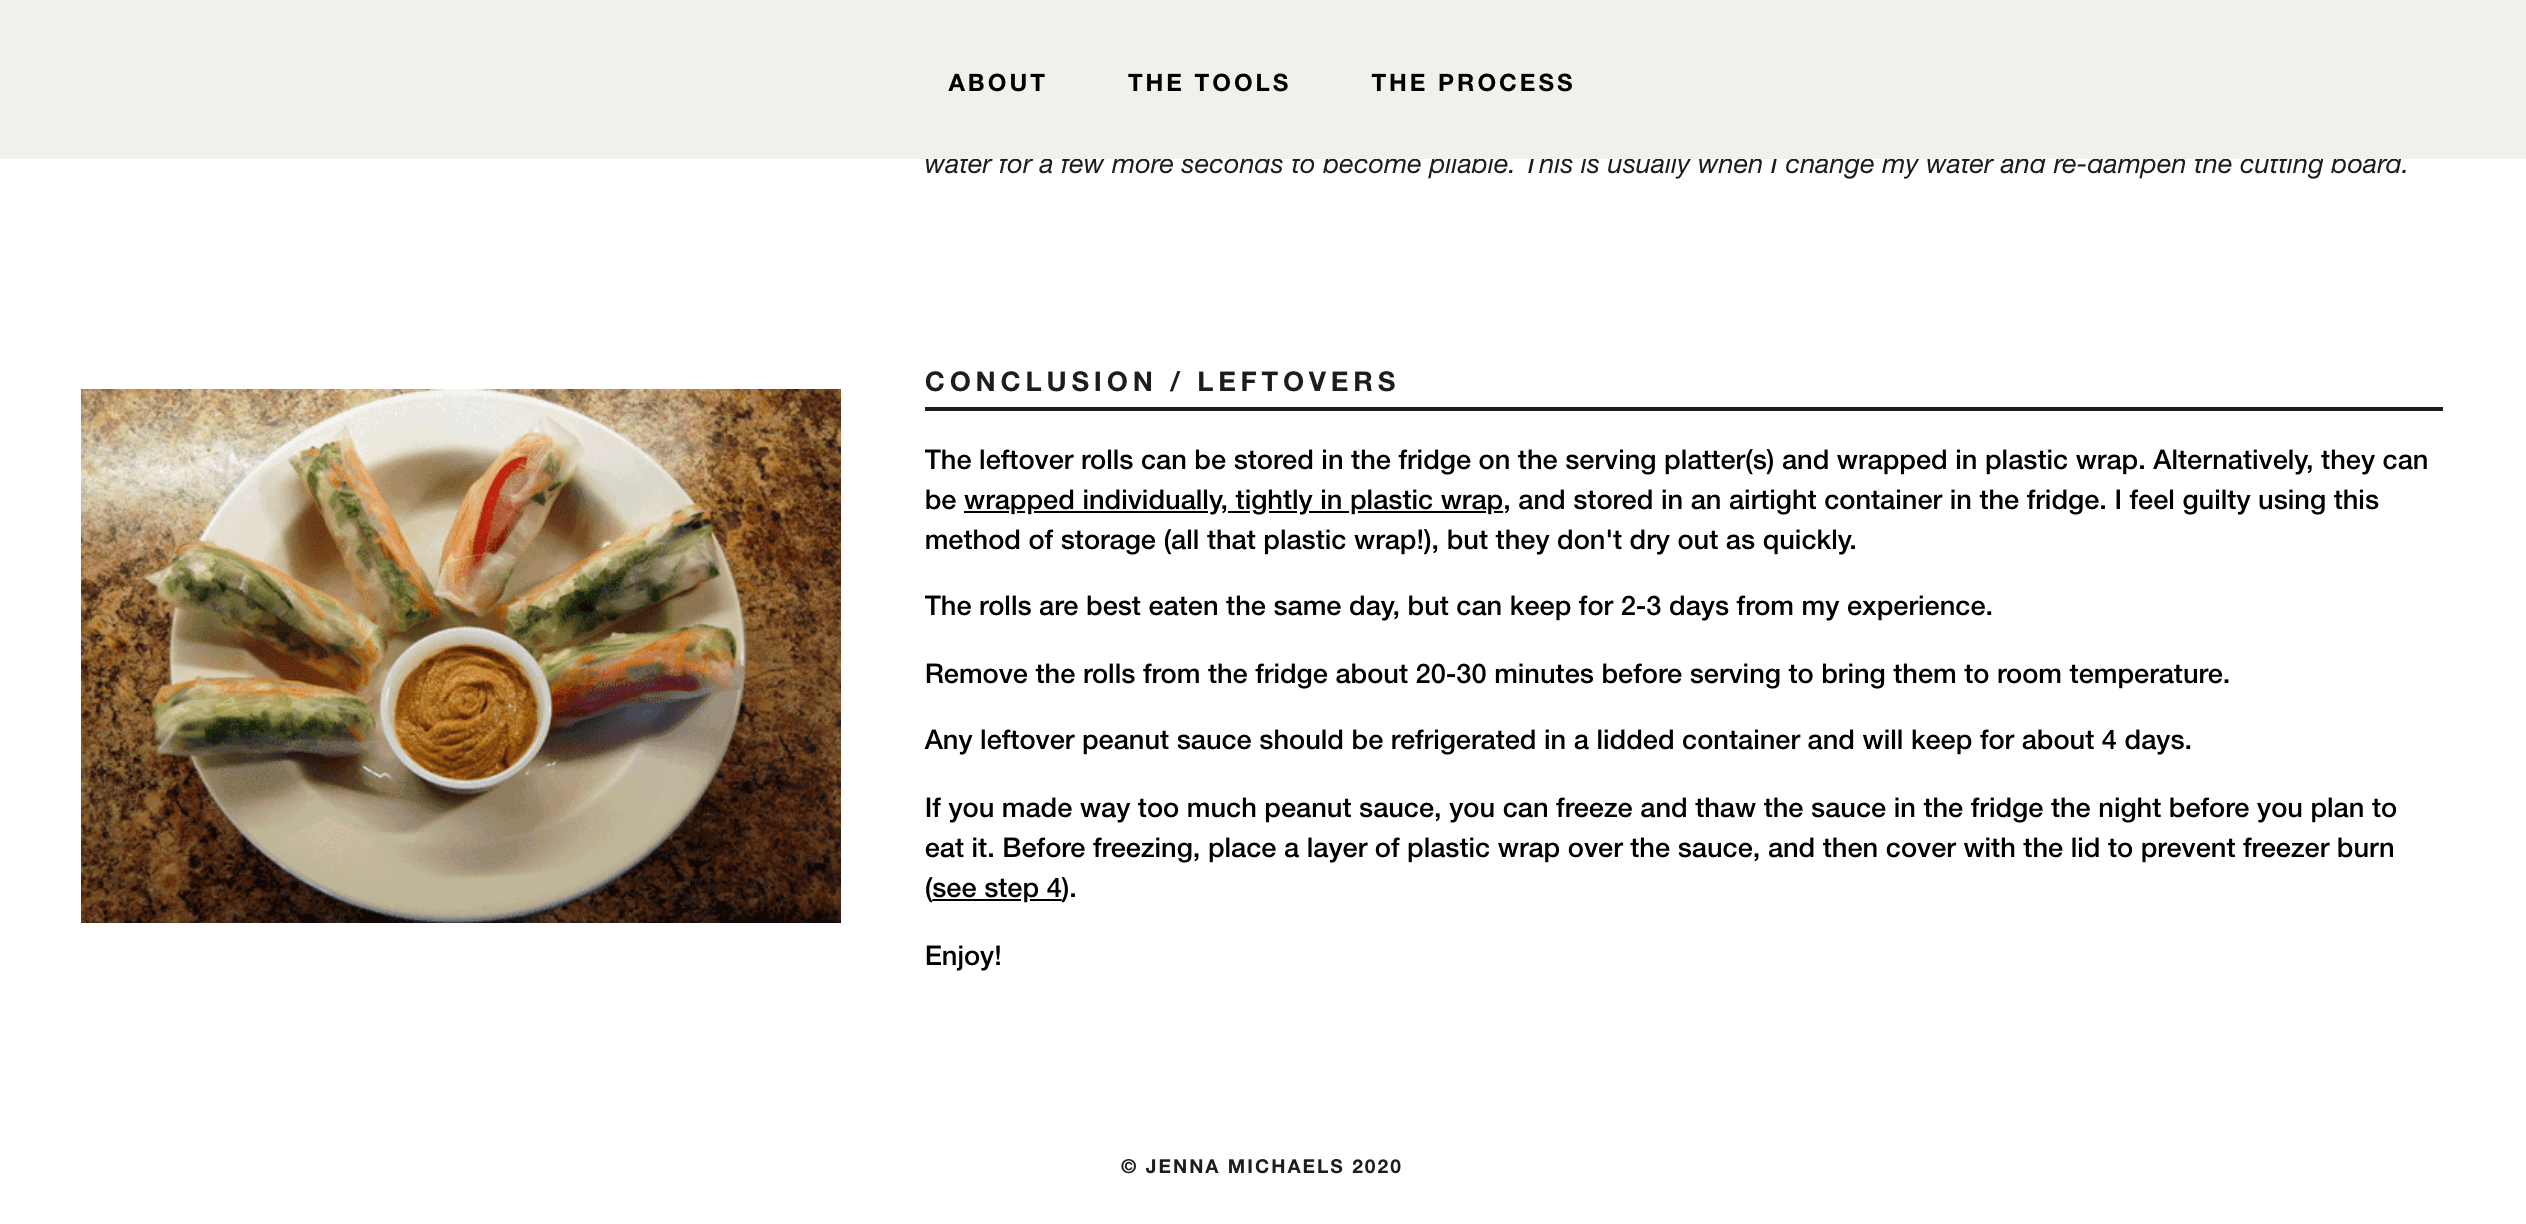 ABOUT THE TOOLS THE PROCESS
water for a few more seconds to become pliable. This is usually when I change my water and re-dampen the cutting board.
CONCLUSION / LEFTOVERS
The leftover rolls can be stored in the fridge on the serving platter(s) and wrapped in plastic wrap. Alternatively, they can
be wrapped individually, tightly in plastic wrap, and stored in an airtight container in the fridge. I feel guilty using this
method of storage (all that plastic wrap!), but they don't dry out as quickly.
The rolls are best eaten the same day, but can keep for 2-3 days from my experience.
Remove the rolls from the fridge about 20-30 minutes before serving to bring them to room temperature.
Any leftover peanut sauce should be refrigerated in a lidded container and will keep for about 4 days.
If you made way too much peanut sauce, you can freeze and thaw the sauce in the fridge the night before you plan to
eat it. Before freezing, place a layer of plastic wrap over the sauce, and then cover with the lid to prevent freezer burn
(see step 4).
Enjoy!
© JENNA MICHAELS 2020